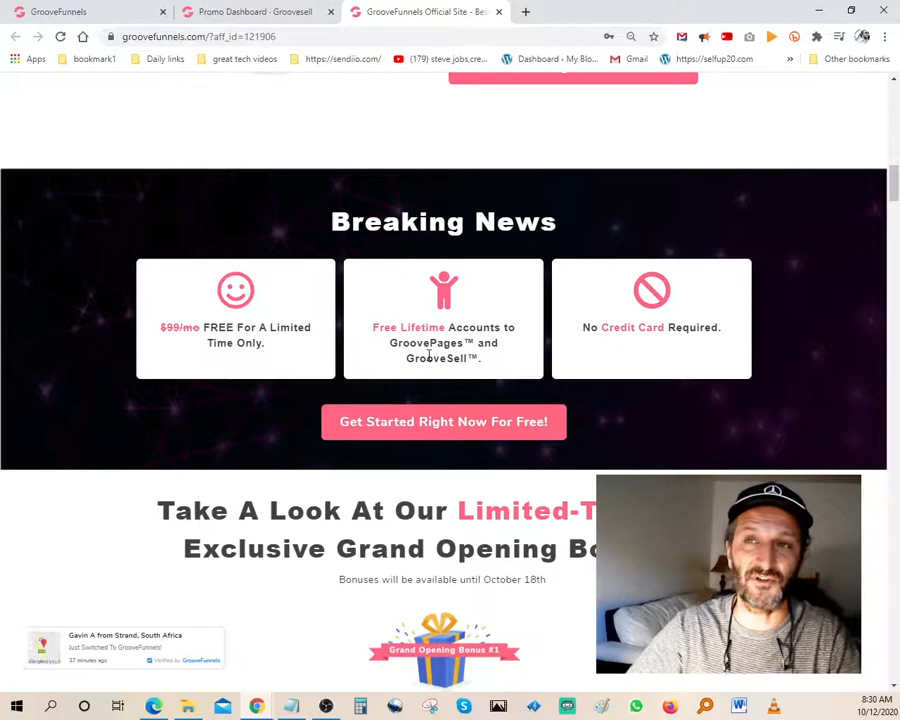 GrooveFunnels
Promo Dashboard · Groovesell
GrooveFunnels Official Site - Bes
groovefunnels.com/?aff_id=121906
Apps
bookmark1
Daily links
great tech videos
https://sendiio.com/
(179) steve jobs,cre...
Dashboard ‹ My Blo...
Gmail
https://selfup20.com
Other bookmarks
Breaking News
$99/mo FREE For A Limited
Time Only.
Free Lifetime Accounts to
GroovePages™ and
GrooveSell™.
No Credit Card Required.
Get Started Right Now For Free!
Take A Look At Our Limited-T
Exclusive Grand Opening Bo
Bonuses will be available until October 18th
Gavin A from Strand, South Africa
Just Switched To GrooveFunnels!
37 minutes ago
Verified by GrooveFunnels
Grand Opening Bonus #1
8:30 AM
10/12/2020